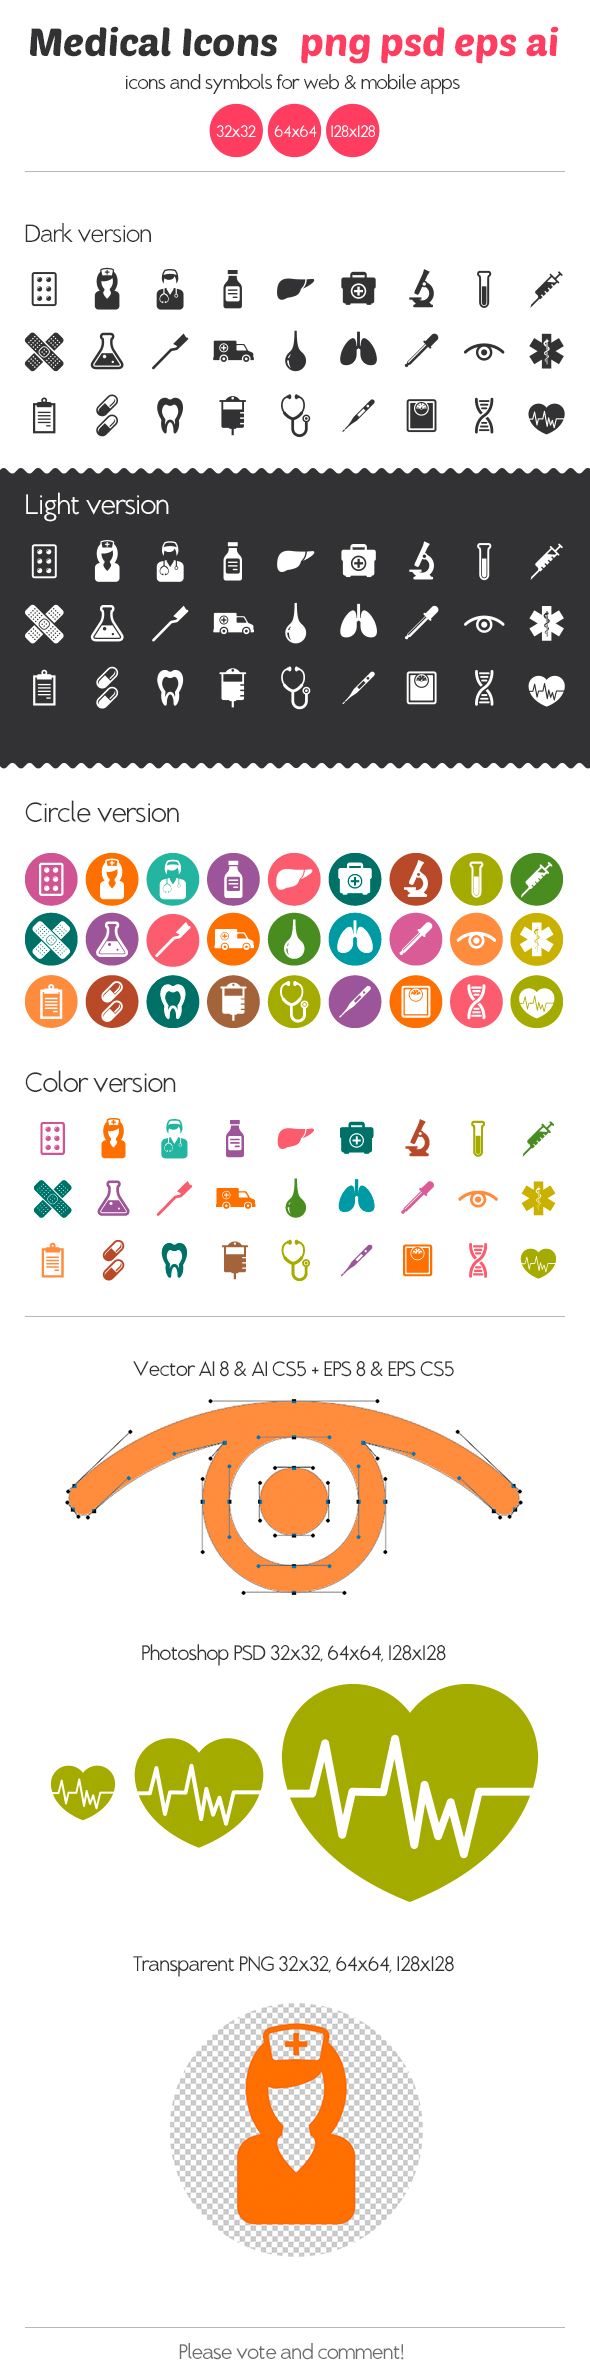 Medical Icons png psd eps ai
icons and symbols for web & mobile apps
32x32 64x64 128x128
Dark version
Light version
Circle version
Color version
Vector AI 8 & AI CS5 + EPS 8 & EPS CS5
Photoshop PSD 32x32, 64x64, 128x128
Transparent PNG 32x32, 64x64, 128x128
Please vote and comment!